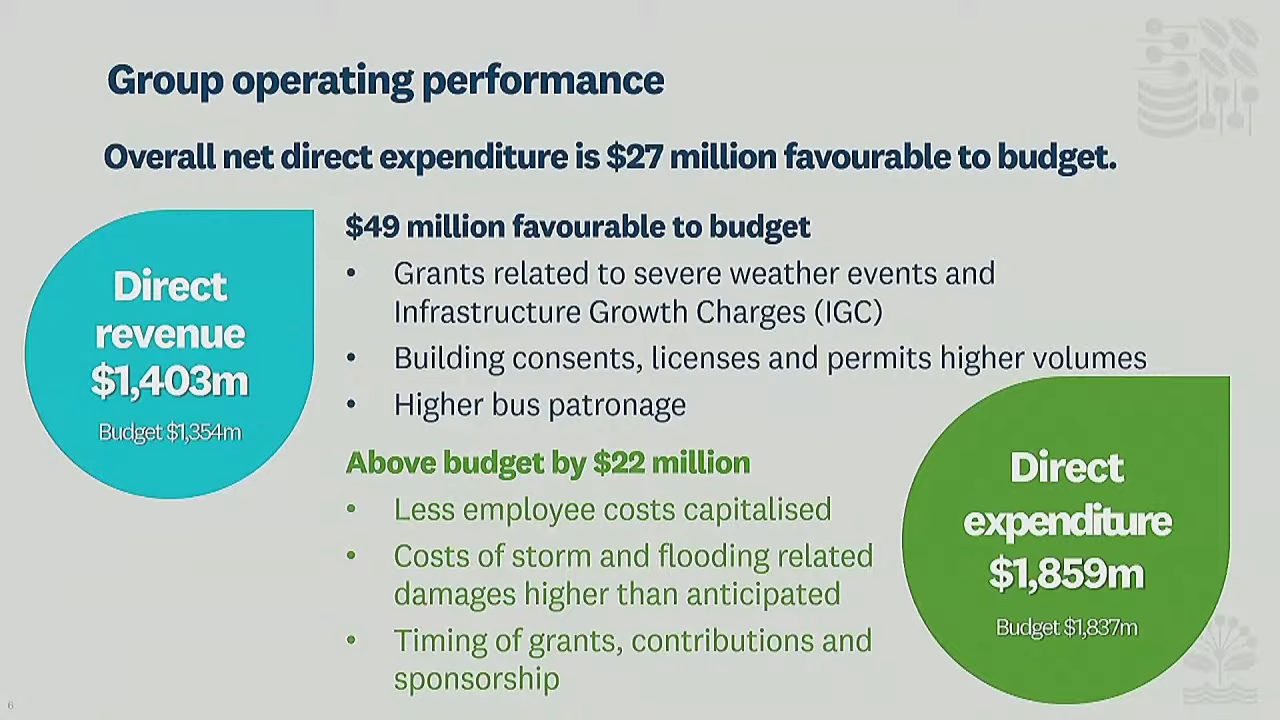 Group operating performance
Overall net direct expenditure is $27 million favourable to budget.
Direct
revenue
$1,403m
Budget $1,354m
$49 million favourable to budget
• Grants related to severe weather events and
Infrastructure Growth Charges (IGC)
• Building consents, licenses and permits higher volumes
• Higher bus patronage
Above budget by $22 million
• Less employee costs capitalised
• Costs of storm and flooding related
damages higher than anticipated
• Timing of grants, contributions and
sponsorship
Direct
expenditure
$1,859m
Budget $1,837m
6